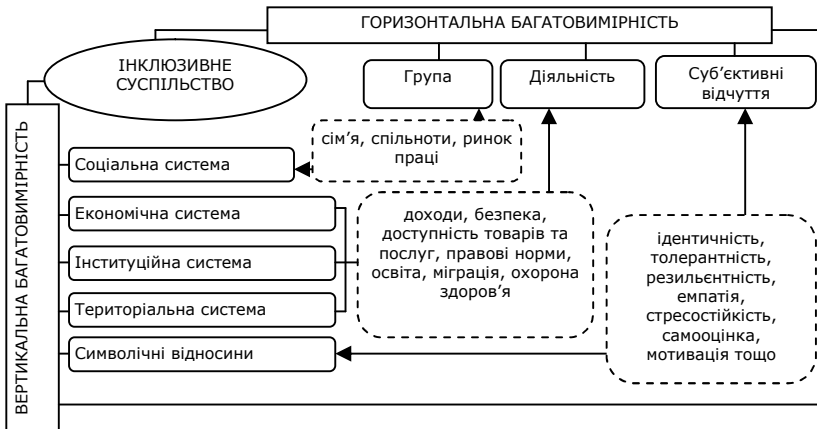 ГОРИЗОНТАЛЬНА БАГАТОВИМІРНІСТЬ
ІНКЛЮЗИВНЕ
СУСПІЛЬСТВО
Група
Діяльність
Суб’єктивні
відчуття
ВЕРТИКАЛЬНА БАГАТОВИМІРНІСТЬ
сім’я, спільноти, ринок
праці
Соціальна система
Економічна система
Інституційна система
Територіальна система
Символічні відносини
доходи, безпека,
доступність товарів та
послуг, правові норми,
освіта, міграція, охорона
здоров’я
ідентичність,
толерантність,
резильєнтність,
емпатія,
стресостійкість,
самооцінка,
мотивація тощо